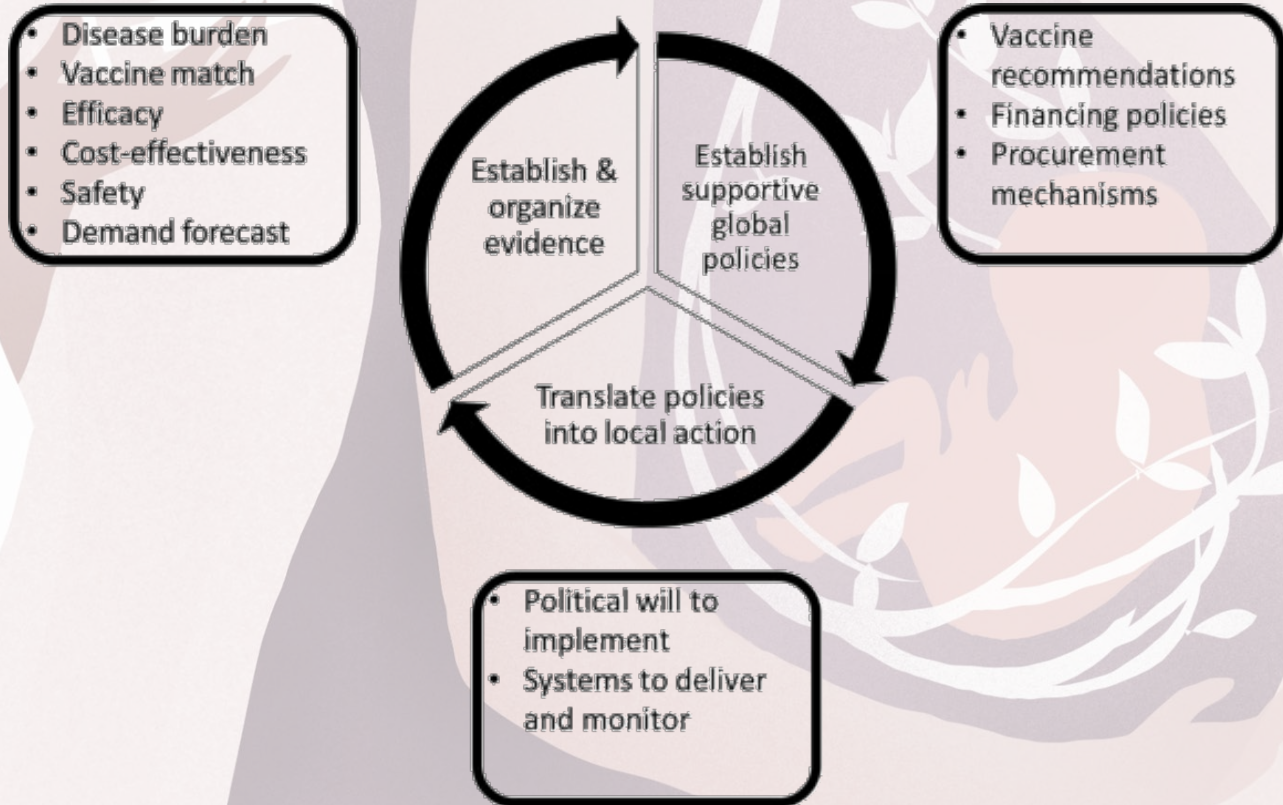 • Disease burden
• Vaccine match
• Efficacy
• Cost-effectiveness
• Safety
• Demand forecast
Establish &
organize
evidence
Establish
supportive
global
policies
• Vaccine
recommendations
• Financing policies
• Procurement
mechanisms
Translate policies
into local action
• Political will to
implement
• Systems to deliver
and monitor